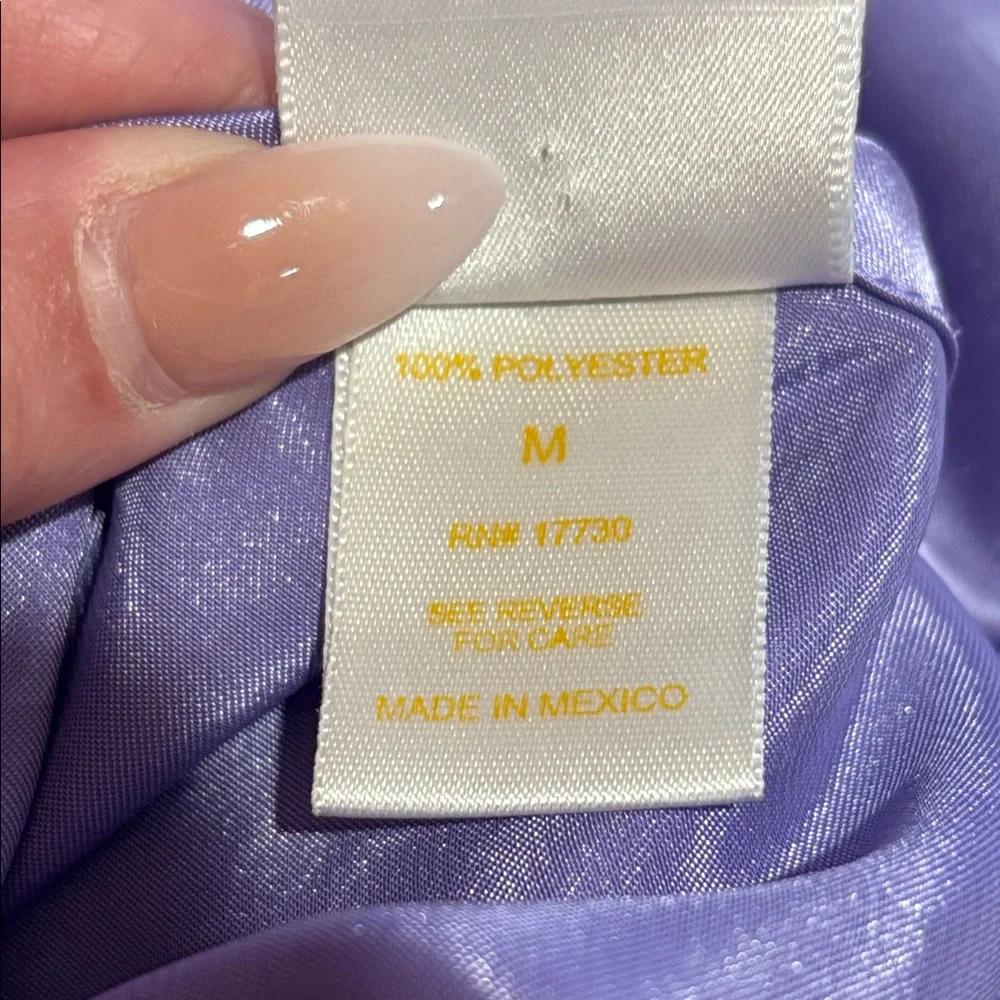 100% POLYESTER
M
RN# 17730
SEE REVERSE
FOR CARE
MADE IN MEXICO